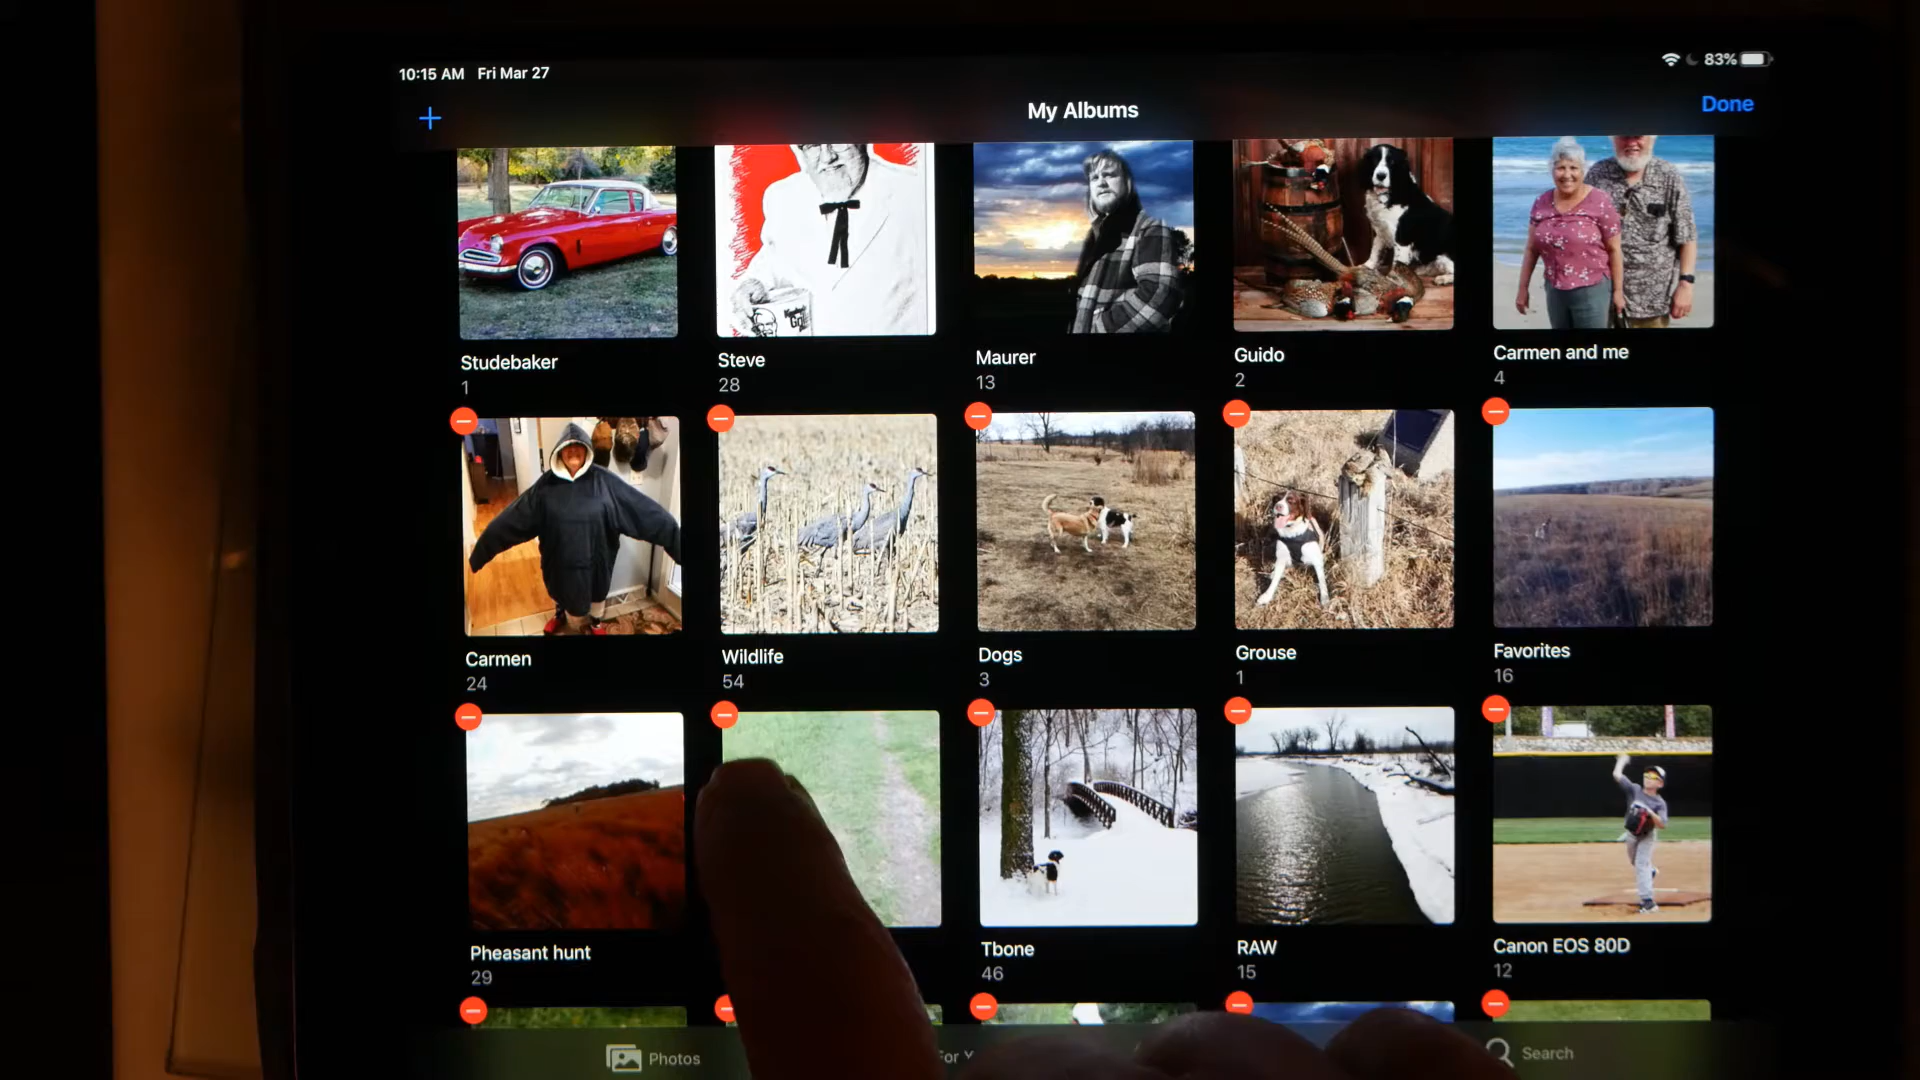 10:15 AM Fri Mar 27
83%
My Albums
Done
Studebaker
1
Steve
28
Maurer
13
Guido
2
Carmen and me
4
Carmen
24
Wildlife
54
Dogs
3
Grouse
1
Favorites
16
Pheasant hunt
29
Tbone
46
RAW
15
Canon EOS 80D
12
Photos
For Y
Search